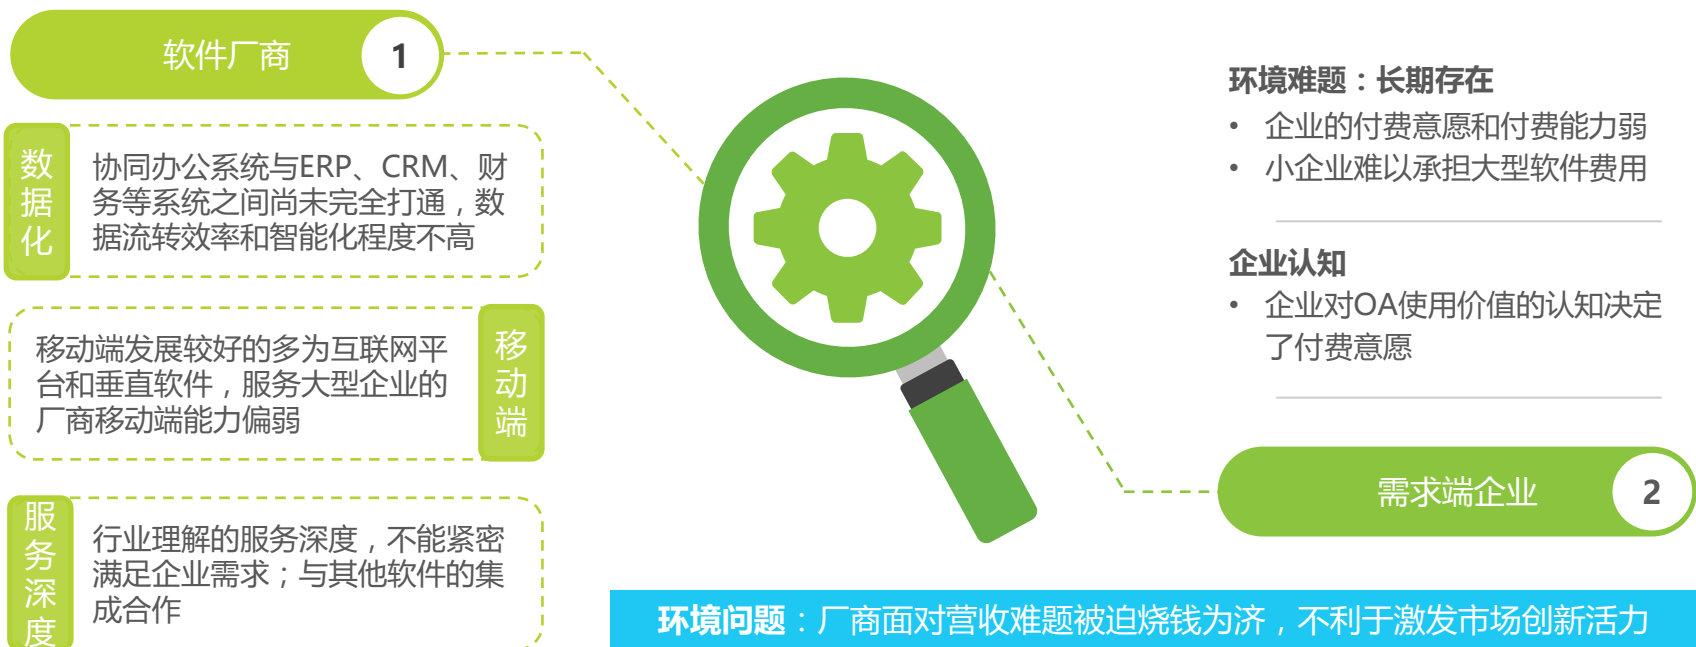 软件厂商 1
数据化
协同办公系统与ERP、CRM、财
务等系统之间尚未完全打通，数
据流转效率和智能化程度不高
移动端发展较好的多为互联网平
台和垂直软件，服务大型企业的
厂商移动端能力偏弱
移动端
服务深度
行业理解的服务深度，不能紧密
满足企业需求；与其他软件的集
成合作
环境难题：长期存在
• 企业的付费意愿和付费能力弱
• 小企业难以承担大型软件费用
企业认知
• 企业对OA使用价值的认知决定
了付费意愿
需求端企业 2
环境问题：厂商面对营收难题被迫烧钱为济，不利于激发市场创新活力